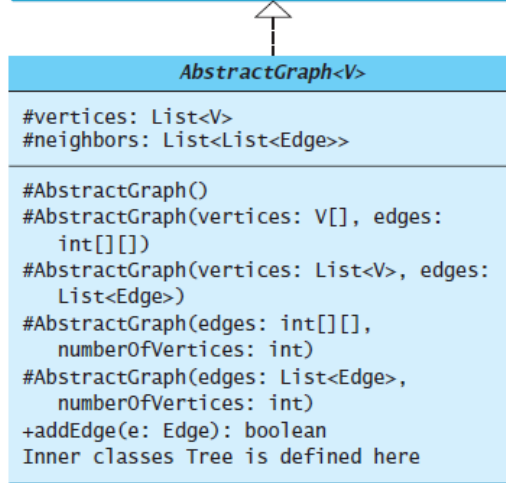 AbstractGraph<V>
#vertices: List<V>
#neighbors: List<List<Edge>>
#AbstractGraph()
#AbstractGraph(vertices: V[], edges:
int[][])
#AbstractGraph(vertices: List<V>, edges:
List<Edge>)
#AbstractGraph(edges: int[][],
numberOfVertices: int)
#AbstractGraph(edges: List<Edge>,
numberOfVertices: int)
+addEdge(e: Edge): boolean
Inner classes Tree is defined here